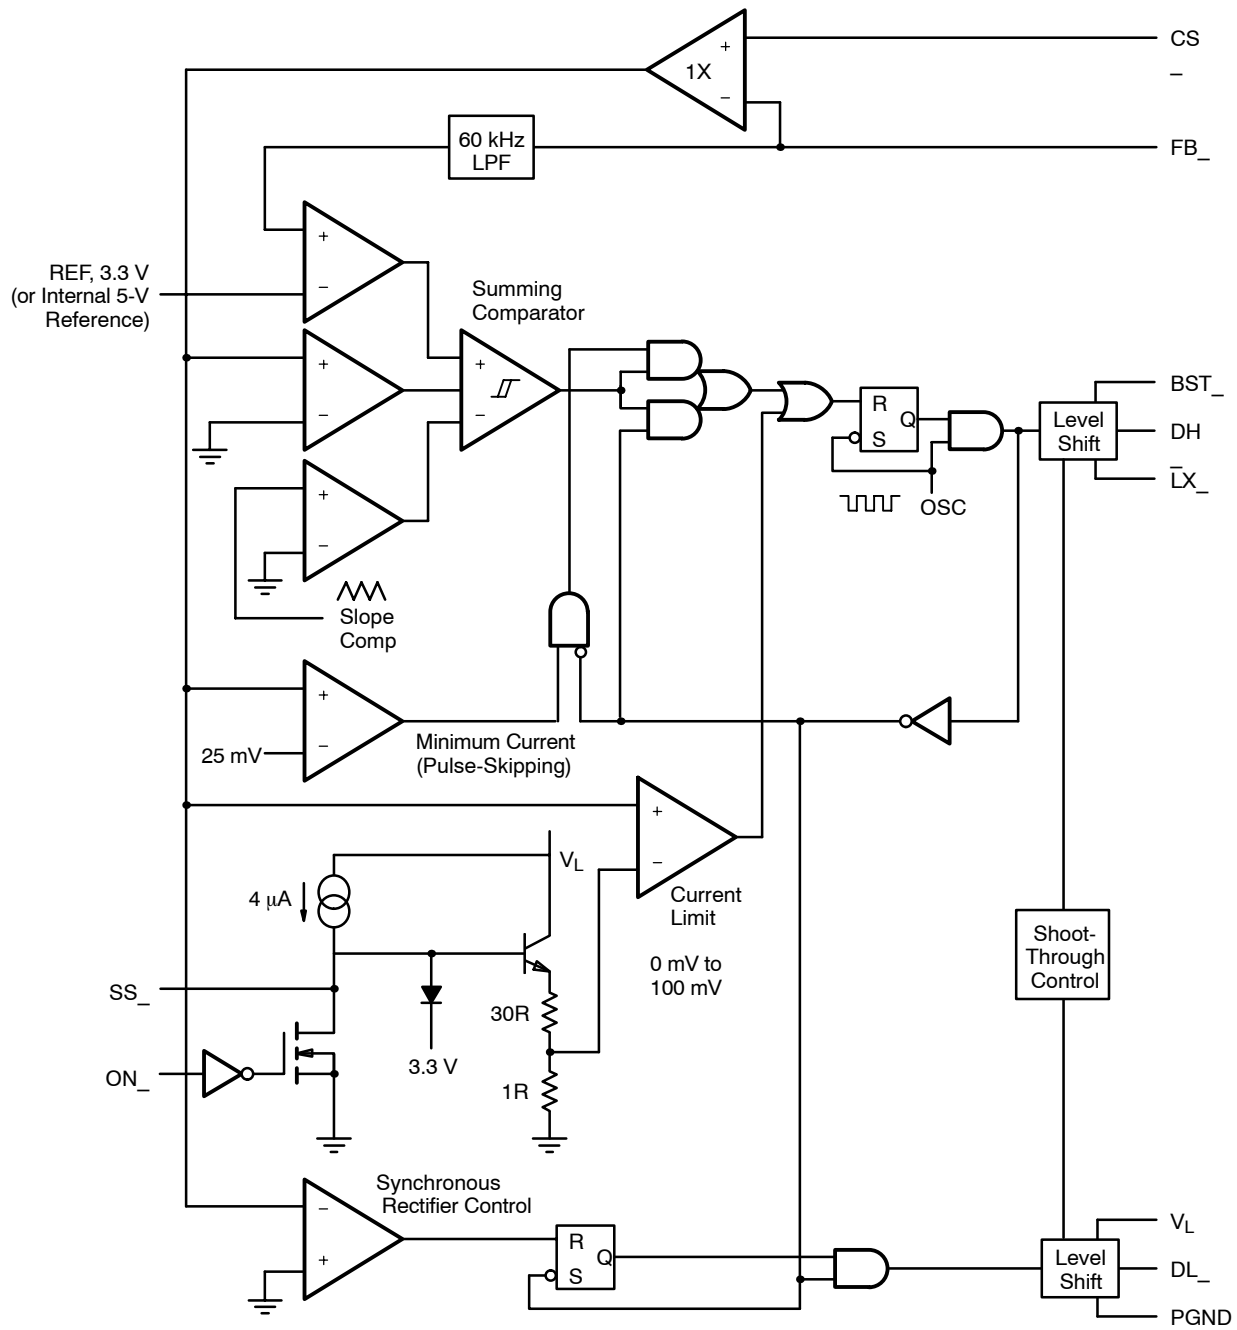 CS
_
+
1X
−
60 kHz
LPF
FB_
+
−
REF, 3.3 V
(or Internal 5-V
Reference)
Summing
Comparator
+
−
+
−
+
−
R
Q
S
OSC
Level
Shift
BST_
DH
_
LX_
Slope
Comp
+
−
25 mV
Minimum Current
(Pulse-Skipping)
+
−
Current
Limit
0 mV to
100 mV
VL
4 μA
SS_
ON_
3.3 V
30R
1R
Shoot-
Through
Control
Synchronous
Rectifier Control
−
+
R
Q
S
Level
Shift
VL
DL_
PGND